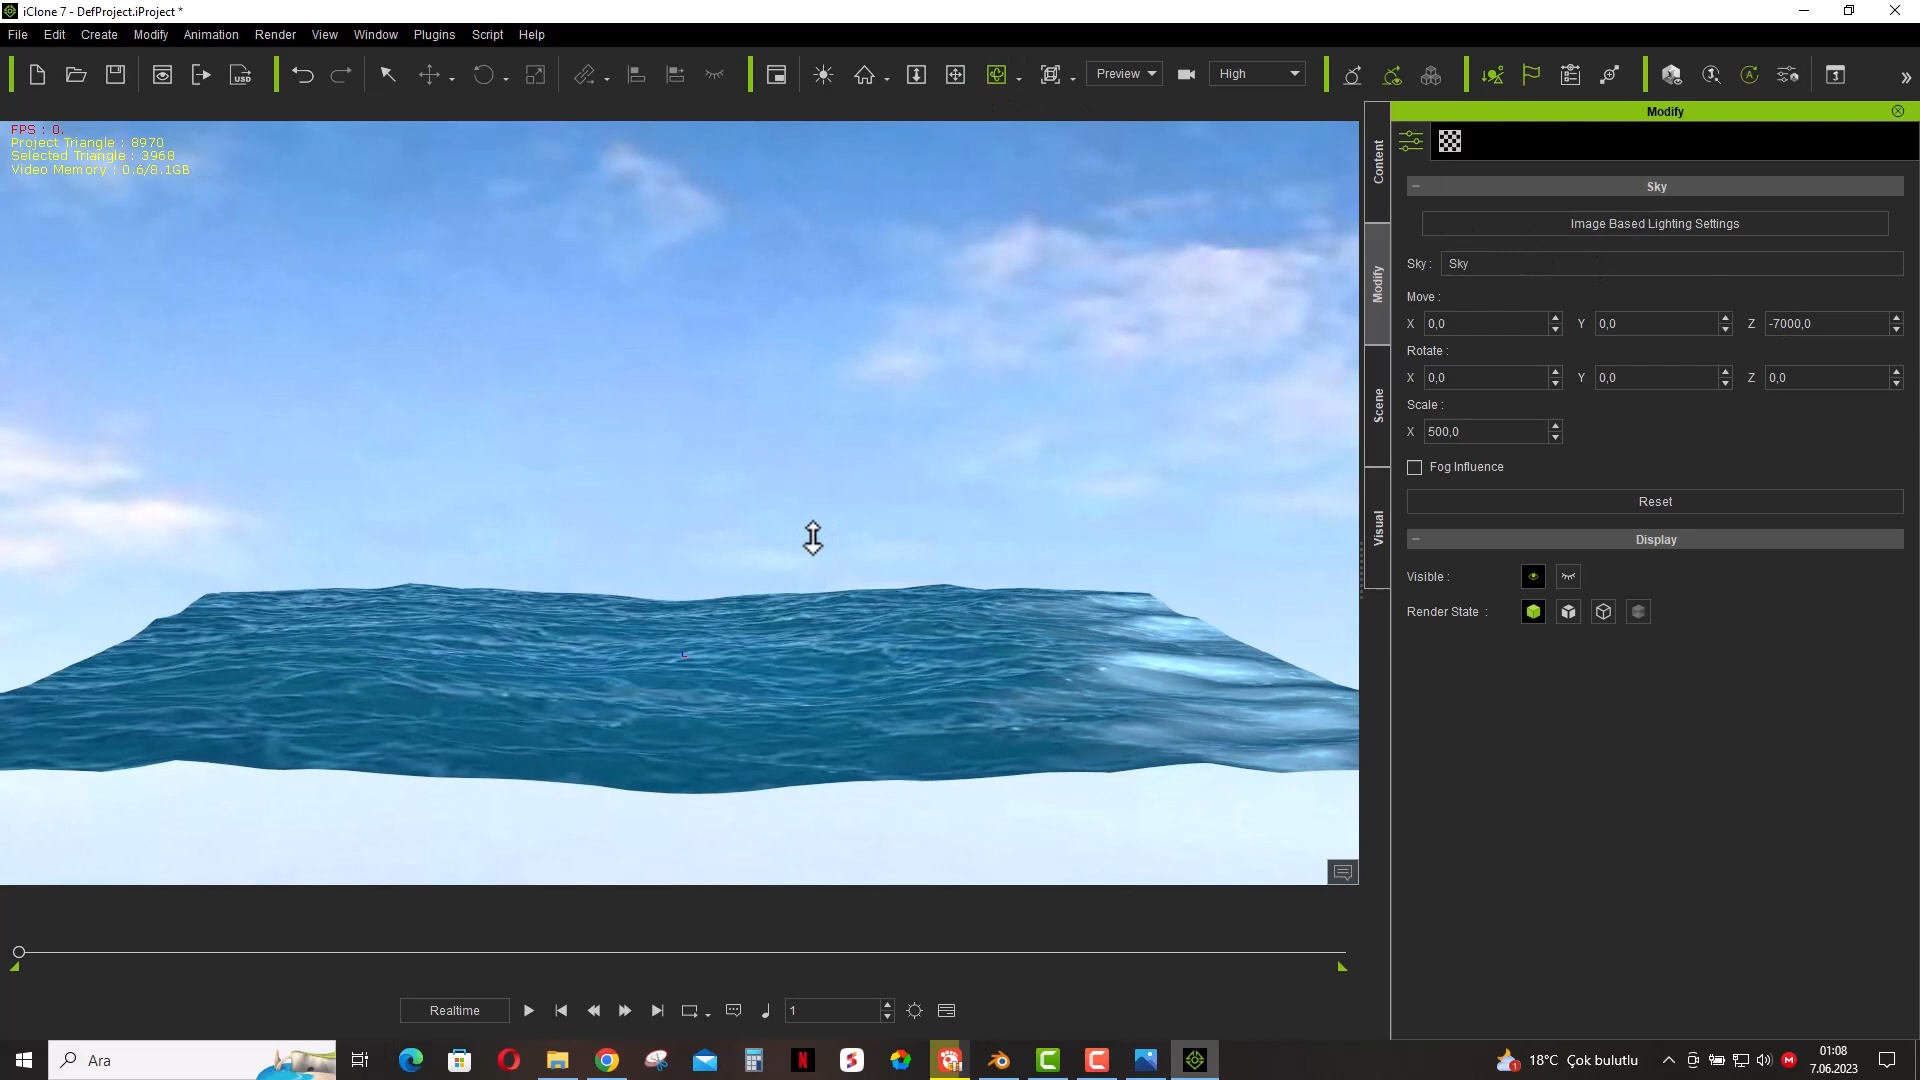 iClone 7 - DefProject.iProject *
File Edit Create Modify Animation Render View Window Plugins Script Help
USD Preview High
FPS : 0.
Project Triangle : 8970
Selected Triangle : 3968
Video Memory : 0.6/8.1GB
Content
Modify
Scene
Visual
Modify
Sky
Image Based Lighting Settings
Sky : Sky
Move :
X 0,0 Y 0,0 Z -7000,0
Rotate :
X 0,0 Y 0,0 Z 0,0
Scale :
X 500,0
Fog Influence
Reset
Display
Visible :
Render State :
Realtime 1
Ara
18°C Çok bulutlu
01:08
7.06.2023